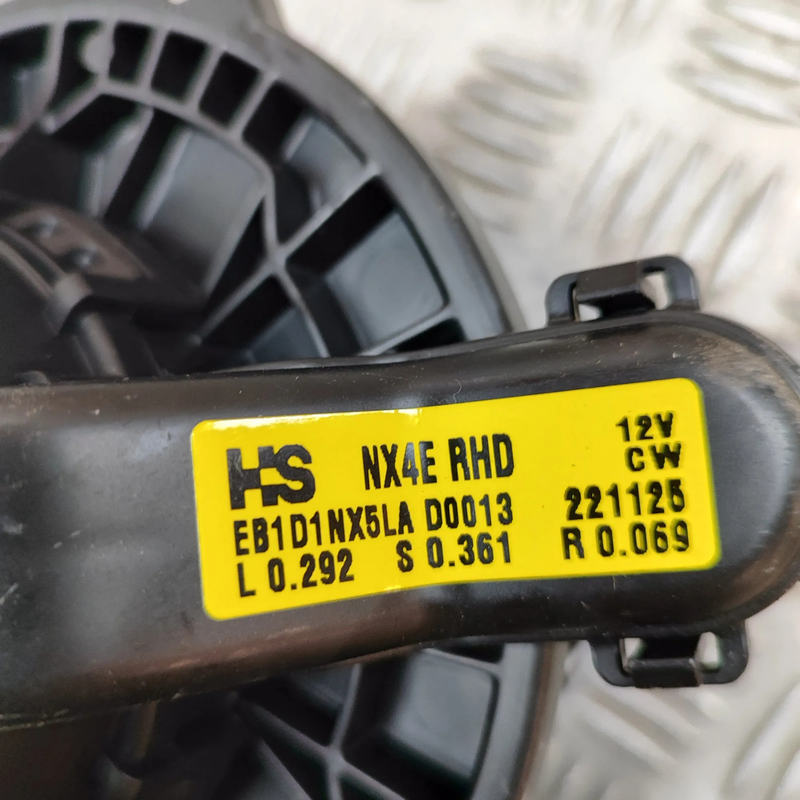 HS NX4E RHD 12V
CW
EB1D1NX5LA D0013 221125
L 0.292 S 0.361 R 0.069